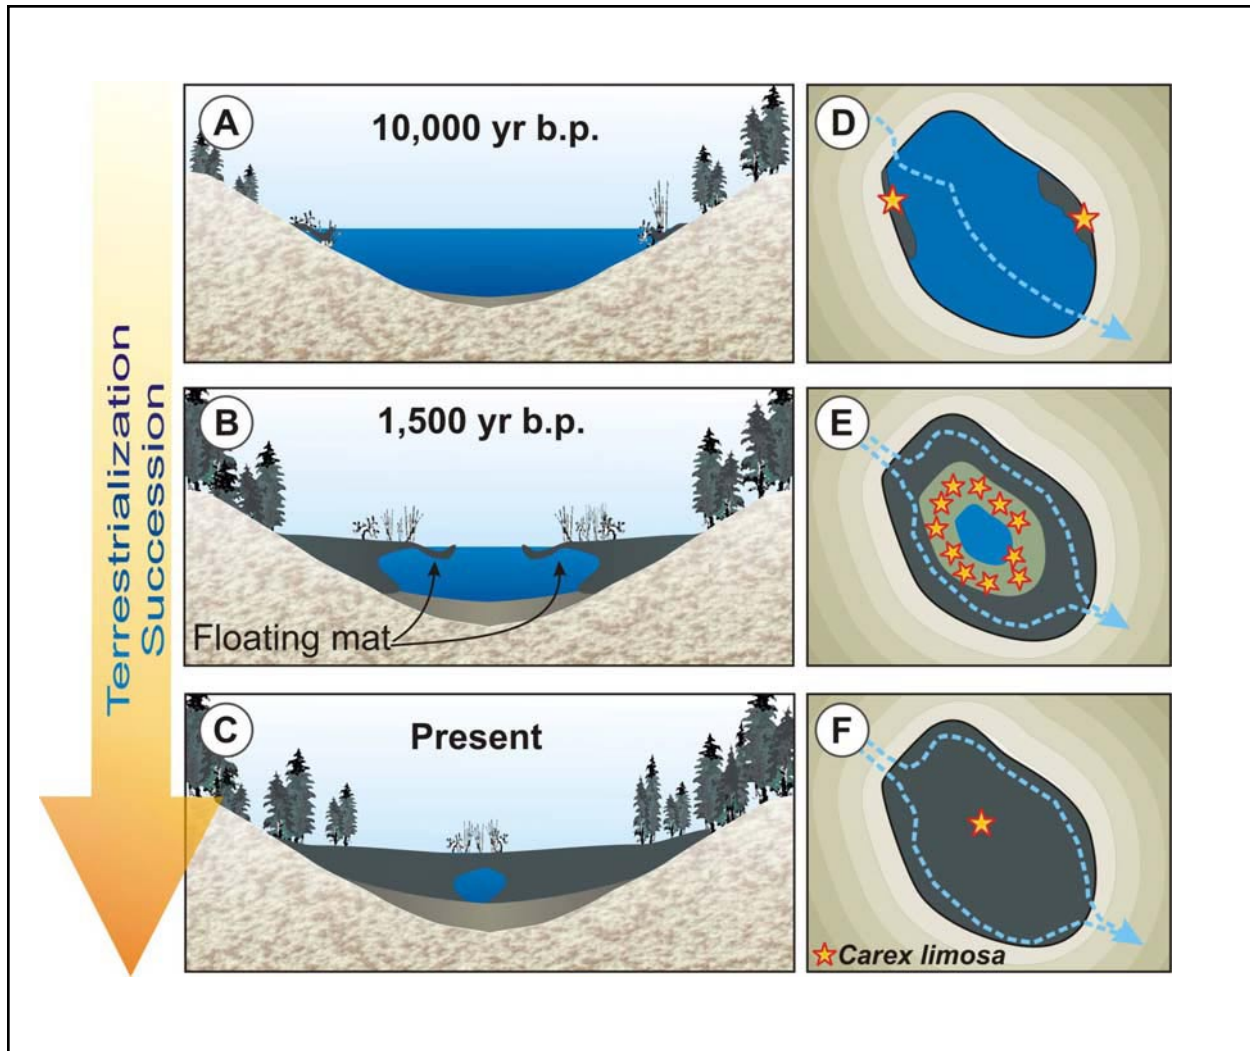 Terrestrialization
Succession
A
10,000 yr b.p.
D
B
1,500 yr b.p.
Floating mat
E
C
Present
F
Carex limosa